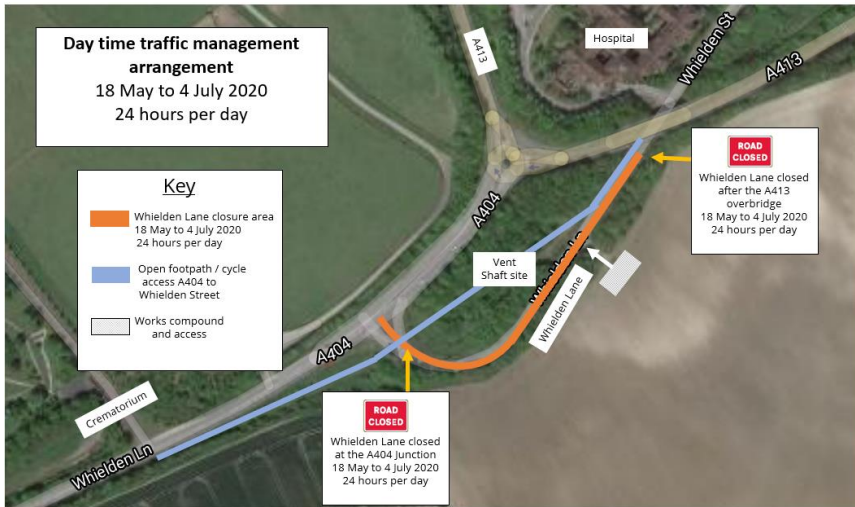 Day time traffic management
arrangement
18 May to 4 July 2020
24 hours per day
A413
Hospital
Whielden St
A413
Key
Whielden Lane closure area
18 May to 4 July 2020
24 hours per day
Open footpath / cycle
access A404 to
Whielden Street
Works compound
and access
ROAD
CLOSED
Whielden Lane closed
after the A413
overbridge
18 May to 4 July 2020
24 hours per day
A404
Vent
Shaft site
Whielden Ln
Whielden Lane
A404
Crematorium
Whielden Ln
ROAD
CLOSED
Whielden Lane closed
at the A404 Junction
18 May to 4 July 2020
24 hours per day